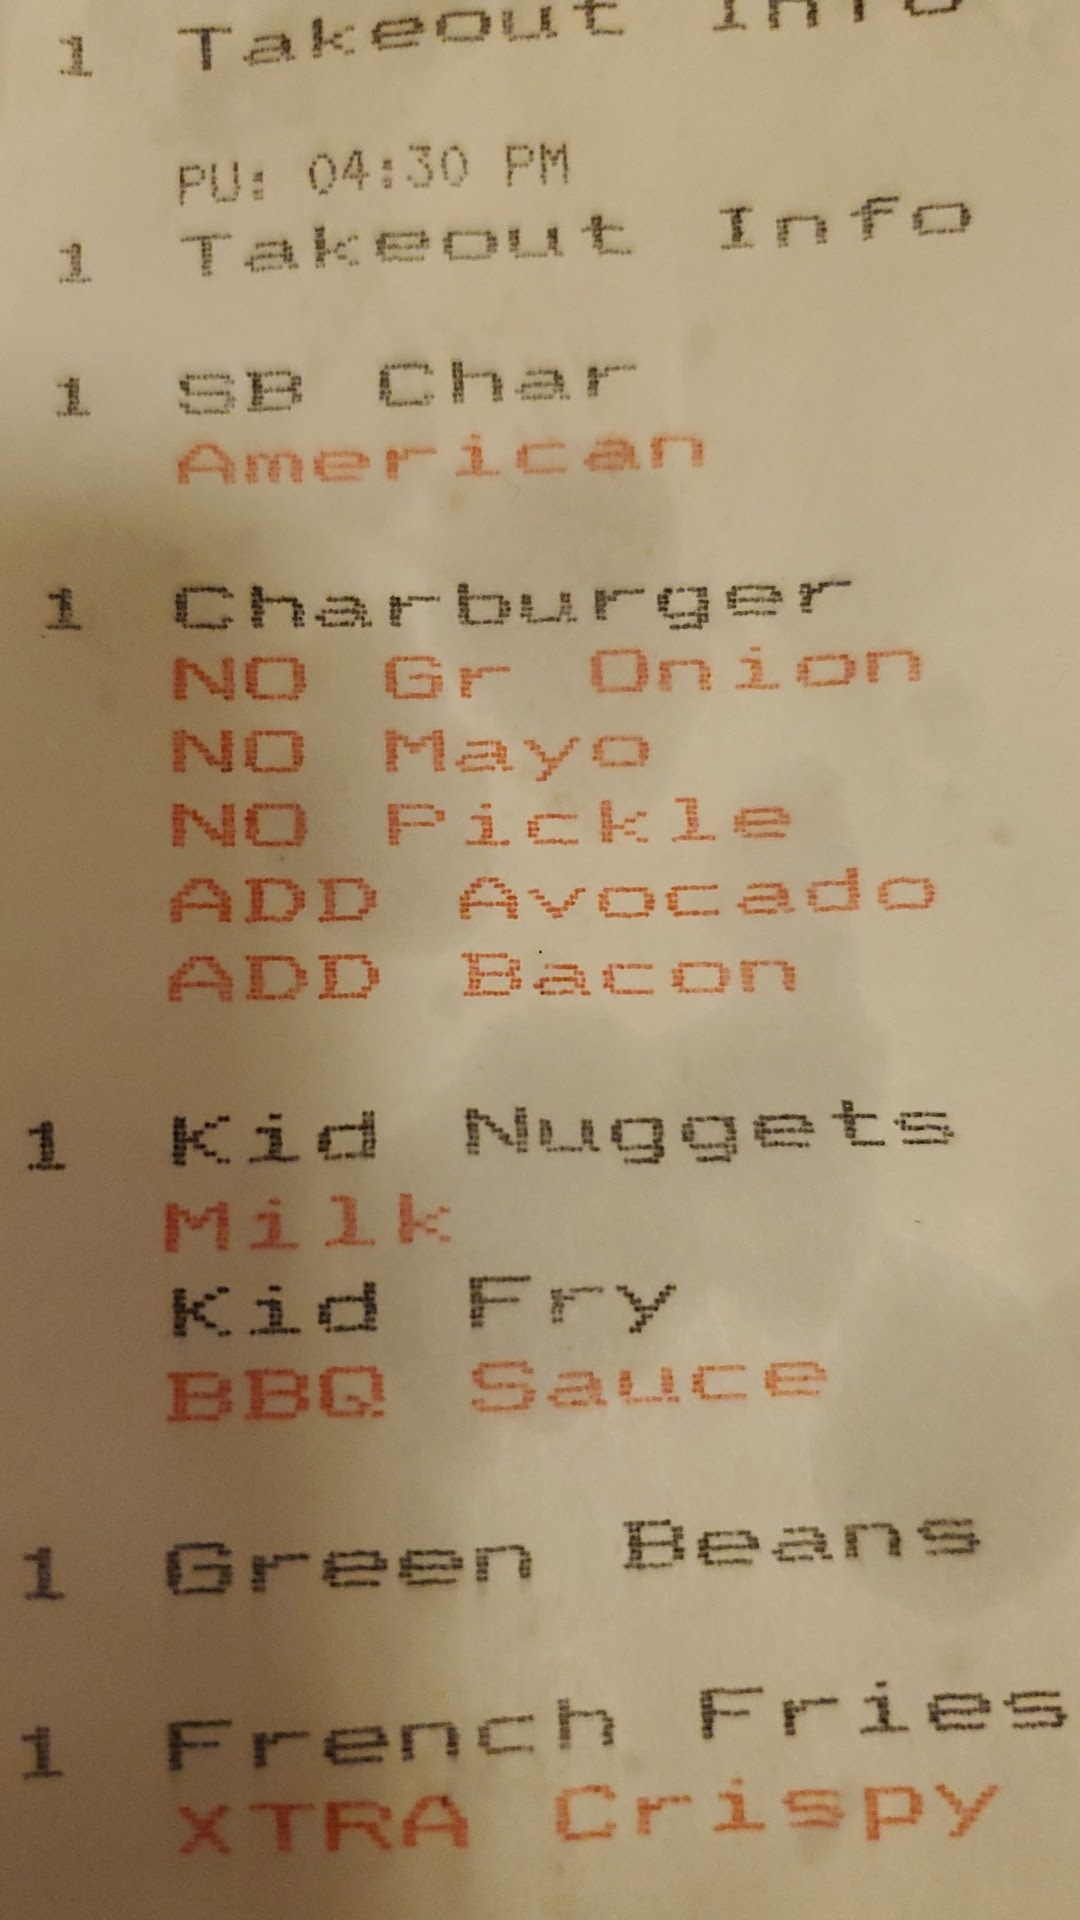 1 Takeout Info
PU: 04:30 PM
1 Takeout Info
1 SB Char
American
1 Charburger
NO Gr Onion
NO Mayo
NO Pickle
ADD Avocado
ADD Bacon
1 Kid Nuggets
Milk
Kid Fry
BBQ Sauce
1 Green Beans
1 French Fries
XTRA Crispy